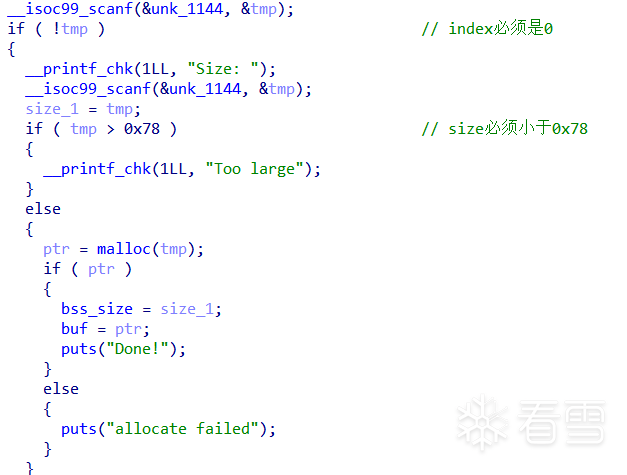 __isoc99_scanf(&unk_1144, &tmp);
if ( !tmp ) // index必须是0
{
__printf_chk(1LL, "Size: ");
__isoc99_scanf(&unk_1144, &tmp);
size_1 = tmp;
if ( tmp > 0x78 ) // size必须小于0x78
{
__printf_chk(1LL, "Too large");
}
else
{
ptr = malloc(tmp);
if ( ptr )
{
bss_size = size_1;
buf = ptr;
puts("Done!");
}
else
{
puts("allocate failed");
}
}
看雪